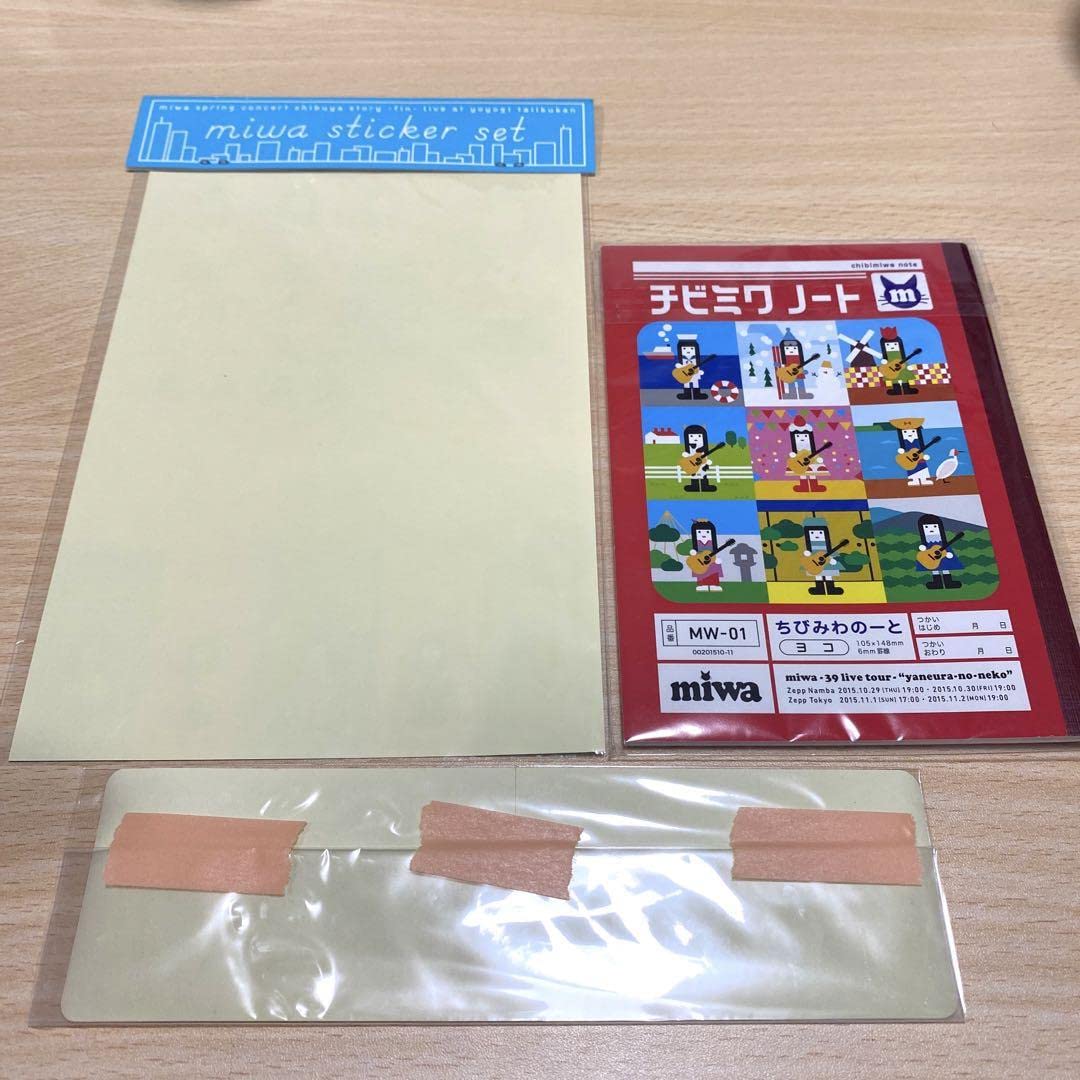 miwa spring concert shibuya story -fin- live at yoyogi taiikukan
miwa sticker set
chibimiwa note
チビミワ ノート
m
品番
MW-01
00201510-11
ちびみわのーと
ヨコ
105×148mm
6mm 罫線
つかいはじめ 月 日
つかいおわり 月 日
miwa
miwa - 39 live tour - “yaneura-no-neko”
Zepp Namba 2015.10.29 [THU] 19:00 · 2015.10.30 [FRI] 19:00
Zepp Tokyo 2015.11.1 [SUN] 17:00 · 2015.11.2 [MON] 19:00